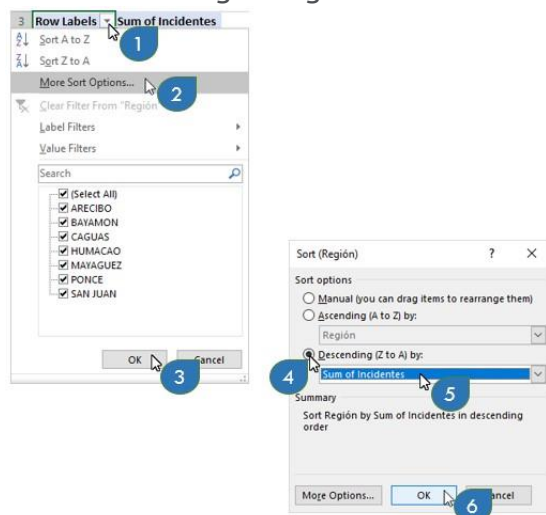 3 Row Labels Sum of Incidentes
1
Sort A to Z
Sort Z to A
More Sort Options...
2
Clear Filter From "Región
Label Filters
Value Filters
Search
(Select All)
ARECIBO
BAYAMON
CAGUAS
HUMACAO
MAYAGUEZ
PONCE
SAN JUAN
OK Cancel
3
Sort (Región) ? X
Sort options
Manual (you can drag items to rearrange them)
Ascending (A to Z) by:
Región
Descending (Z to A) by:
4
Sum of Incidentes
5
Summary
Sort Región by Sum of Incidentes in descending
order
More Options... OK Cancel
6